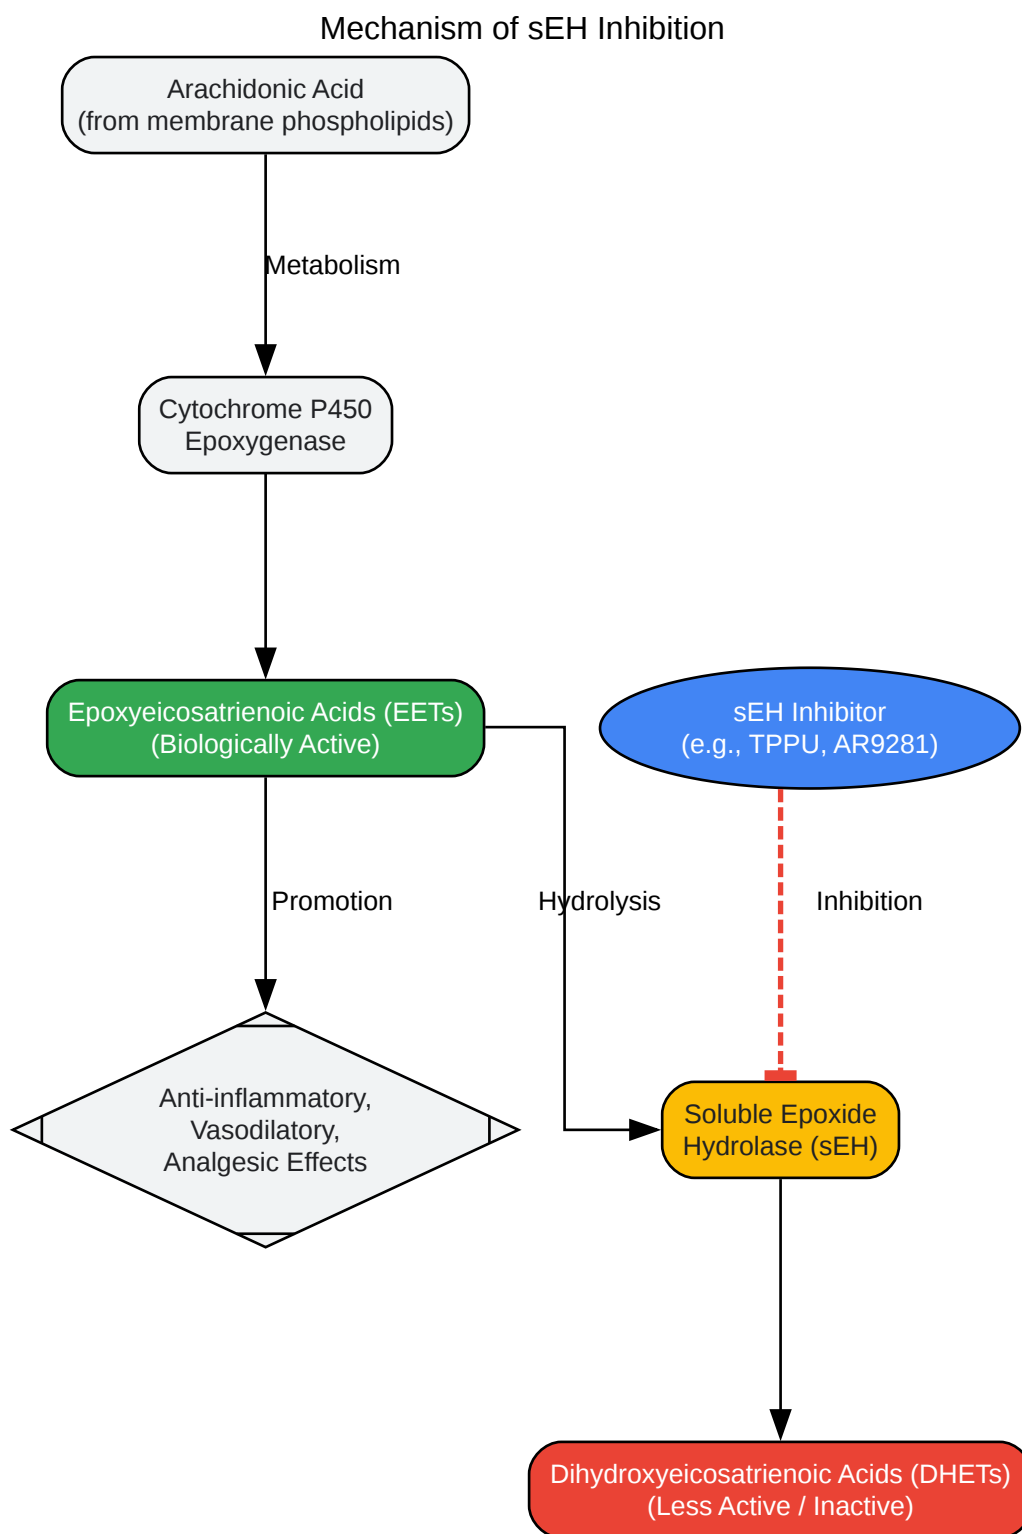 Mechanism of sEH Inhibition
Arachidonic Acid
(from membrane phospholipids)
Metabolism
Cytochrome P450
Epoxygenase
Epoxyeicosatrienoic Acids (EETs)
(Biologically Active)
sEH Inhibitor
(e.g., TPPU, AR9281)
Promotion
Hydrolysis
Inhibition
Anti-inflammatory,
Vasodilatory,
Analgesic Effects
Soluble Epoxide
Hydrolase (sEH)
Dihydroxyeicosatrienoic Acids (DHETs)
(Less Active / Inactive)